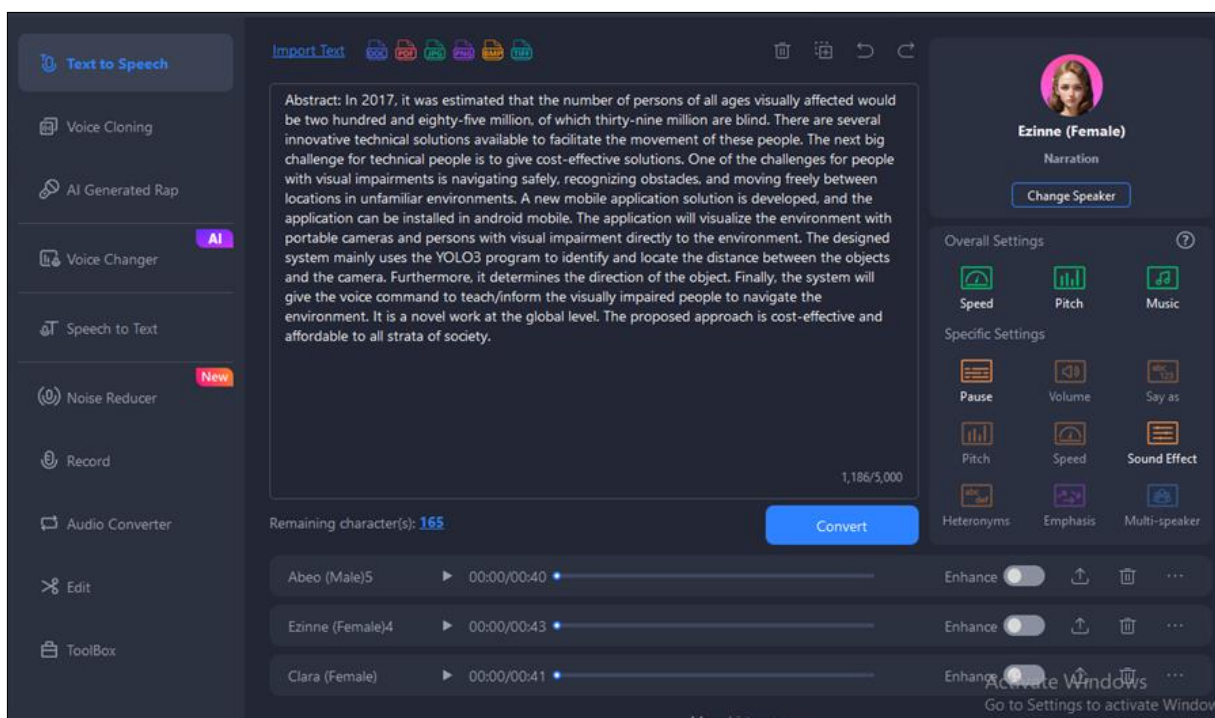 Text to Speech
Voice Cloning
AI Generated Rap
AI
Voice Changer
Speech to Text
New
Noise Reducer
Record
Audio Converter
Edit
ToolBox
Import Text DOC PDF JPG PNG BMP TIFF
Abstract: In 2017, it was estimated that the number of persons of all ages visually affected would
be two hundred and eighty-five million, of which thirty-nine million are blind. There are several
innovative technical solutions available to facilitate the movement of these people. The next big
challenge for technical people is to give cost-effective solutions. One of the challenges for people
with visual impairments is navigating safely, recognizing obstacles, and moving freely between
locations in unfamiliar environments. A new mobile application solution is developed, and the
application can be installed in android mobile. The application will visualize the environment with
portable cameras and persons with visual impairment directly to the environment. The designed
system mainly uses the YOLO3 program to identify and locate the distance between the objects
and the camera. Furthermore, it determines the direction of the object. Finally, the system will
give the voice command to teach/inform the visually impaired people to navigate the
environment. It is a novel work at the global level. The proposed approach is cost-effective and
affordable to all strata of society.
1,186/5,000
Remaining character(s): 165
Convert
Ezinne (Female)
Narration
Change Speaker
Overall Settings ?
Speed Pitch Music
Specific Settings
abc 123
Pause Volume Say as
Pitch Speed Sound Effect
abc def
Heteronyms Emphasis Multi-speaker
Abeo (Male)5 00:00/00:40 Enhance ...
Ezinne (Female)4 00:00/00:43 Enhance ...
Clara (Female) 00:00/00:41 Enhance ...
Activate Windows
Go to Settings to activate Window